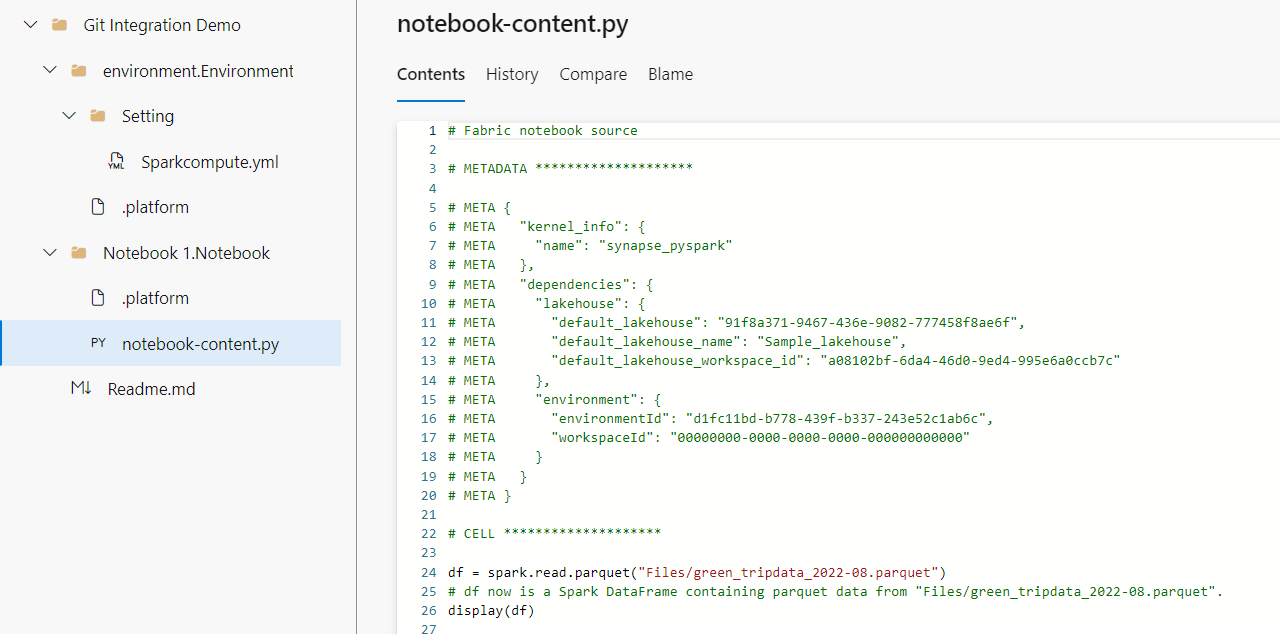 Git Integration Demo
environment.Environment
Setting
YML Sparkcompute.yml
.platform
Notebook 1.Notebook
.platform
PY notebook-content.py
M↓ Readme.md
notebook-content.py
Contents History Compare Blame
1 # Fabric notebook source
2
3 # METADATA ********************
4
5 # META {
6 # META   "kernel_info": {
7 # META     "name": "synapse_pyspark"
8 # META   },
9 # META   "dependencies": {
10 # META     "lakehouse": {
11 # META       "default_lakehouse": "91f8a371-9467-436e-9082-777458f8ae6f",
12 # META       "default_lakehouse_name": "Sample_lakehouse",
13 # META       "default_lakehouse_workspace_id": "a08102bf-6da4-46d0-9ed4-995e6a0ccb7c"
14 # META     },
15 # META     "environment": {
16 # META       "environmentId": "d1fc11bd-b778-439f-b337-243e52c1ab6c",
17 # META       "workspaceId": "00000000-0000-0000-0000-000000000000"
18 # META     }
19 # META   }
20 # META }
21
22 # CELL ********************
23
24 df = spark.read.parquet("Files/green_tripdata_2022-08.parquet")
25 # df now is a Spark DataFrame containing parquet data from "Files/green_tripdata_2022-08.parquet".
26 display(df)
27